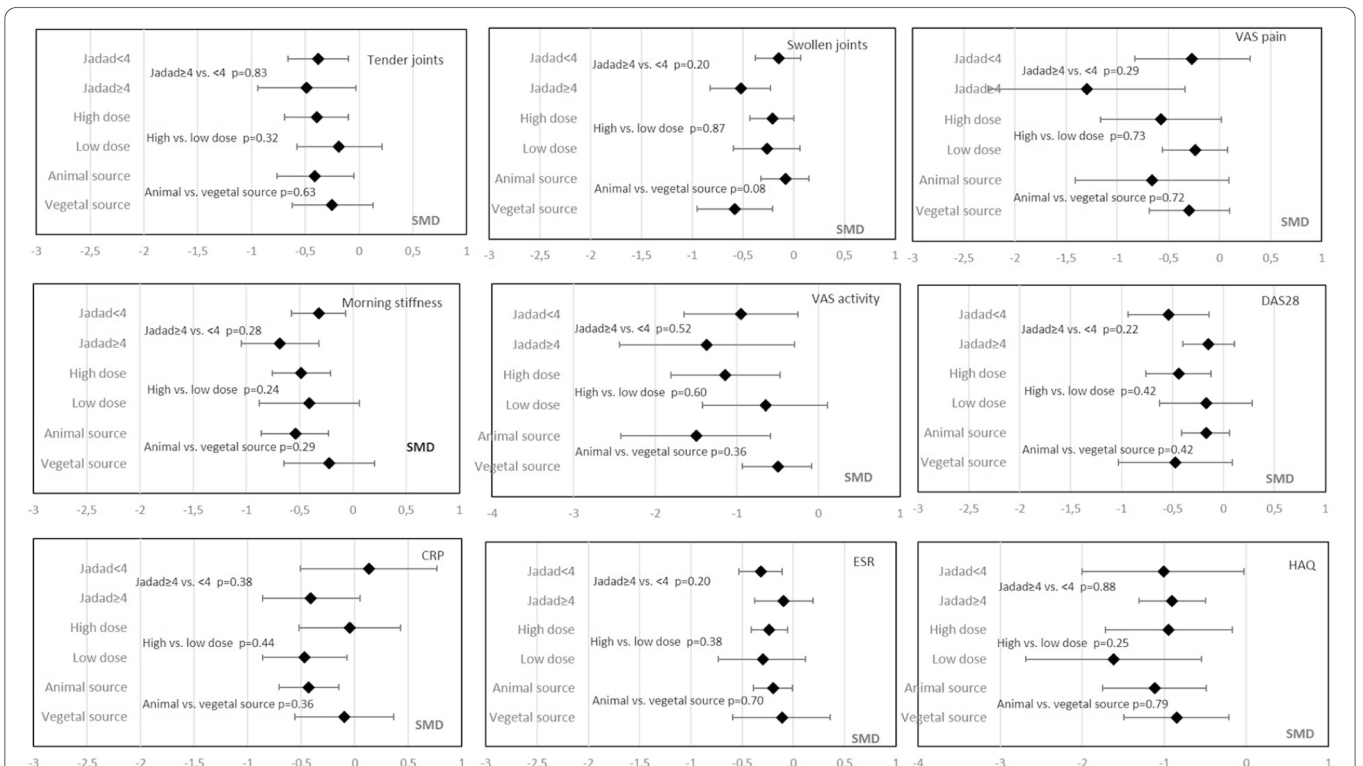 Tender joints
Jadad<4
Jadad≥4 vs. <4 p=0.83
Jadad≥4
High dose
High vs. low dose p=0.32
Low dose
Animal source
Animal vs. vegetal source p=0.63
Vegetal source
SMD
-3 -2,5 -2 -1,5 -1 -0,5 0 0,5 1
Swollen joints
Jadad<4
Jadad≥4 vs. <4 p=0.20
Jadad≥4
High dose
High vs. low dose p=0.87
Low dose
Animal source
Animal vs. vegetal source p=0.08
Vegetal source
SMD
-3 -2,5 -2 -1,5 -1 -0,5 0 0,5 1
VAS pain
Jadad<4
Jadad≥4 vs. <4 p=0.29
Jadad≥4
High dose
High vs. low dose p=0.73
Low dose
Animal source
Animal vs. vegetal source p=0.72
Vegetal source
SMD
-3 -2,5 -2 -1,5 -1 -0,5 0 0,5 1
Morning stiffness
Jadad<4
Jadad≥4 vs. <4 p=0.28
Jadad≥4
High dose
High vs. low dose p=0.24
Low dose
Animal source
Animal vs. vegetal source p=0.29
SMD
Vegetal source
-3 -2,5 -2 -1,5 -1 -0,5 0 0,5 1
VAS activity
Jadad<4
Jadad≥4 vs. <4 p=0.52
Jadad≥4
High dose
High vs. low dose p=0.60
Low dose
Animal source
Animal vs. vegetal source p=0.36
Vegetal source
SMD
-4 -3 -2 -1 0 1
DAS28
Jadad<4
Jadad≥4 vs. <4 p=0.22
Jadad≥4
High dose
High vs. low dose p=0.42
Low dose
Animal source
Animal vs. vegetal source p=0.42
Vegetal source
SMD
-3 -2,5 -2 -1,5 -1 -0,5 0 0,5 1
CRP
Jadad<4
Jadad≥4 vs. <4 p=0.38
Jadad≥4
High dose
High vs. low dose p=0.44
Low dose
Animal source
Animal vs. vegetal source p=0.36
Vegetal source
SMD
-3 -2,5 -2 -1,5 -1 -0,5 0 0,5 1
ESR
Jadad<4
Jadad≥4 vs. <4 p=0.20
Jadad≥4
High dose
High vs. low dose p=0.38
Low dose
Animal source
Animal vs. vegetal source p=0.70
Vegetal source
SMD
-3 -2,5 -2 -1,5 -1 -0,5 0 0,5 1
HAQ
Jadad<4
Jadad≥4 vs. <4 p=0.88
Jadad≥4
High dose
High vs. low dose p=0.25
Low dose
Animal source
Animal vs. vegetal source p=0.79
Vegetal source
SMD
-4 -3 -2 -1 0 1